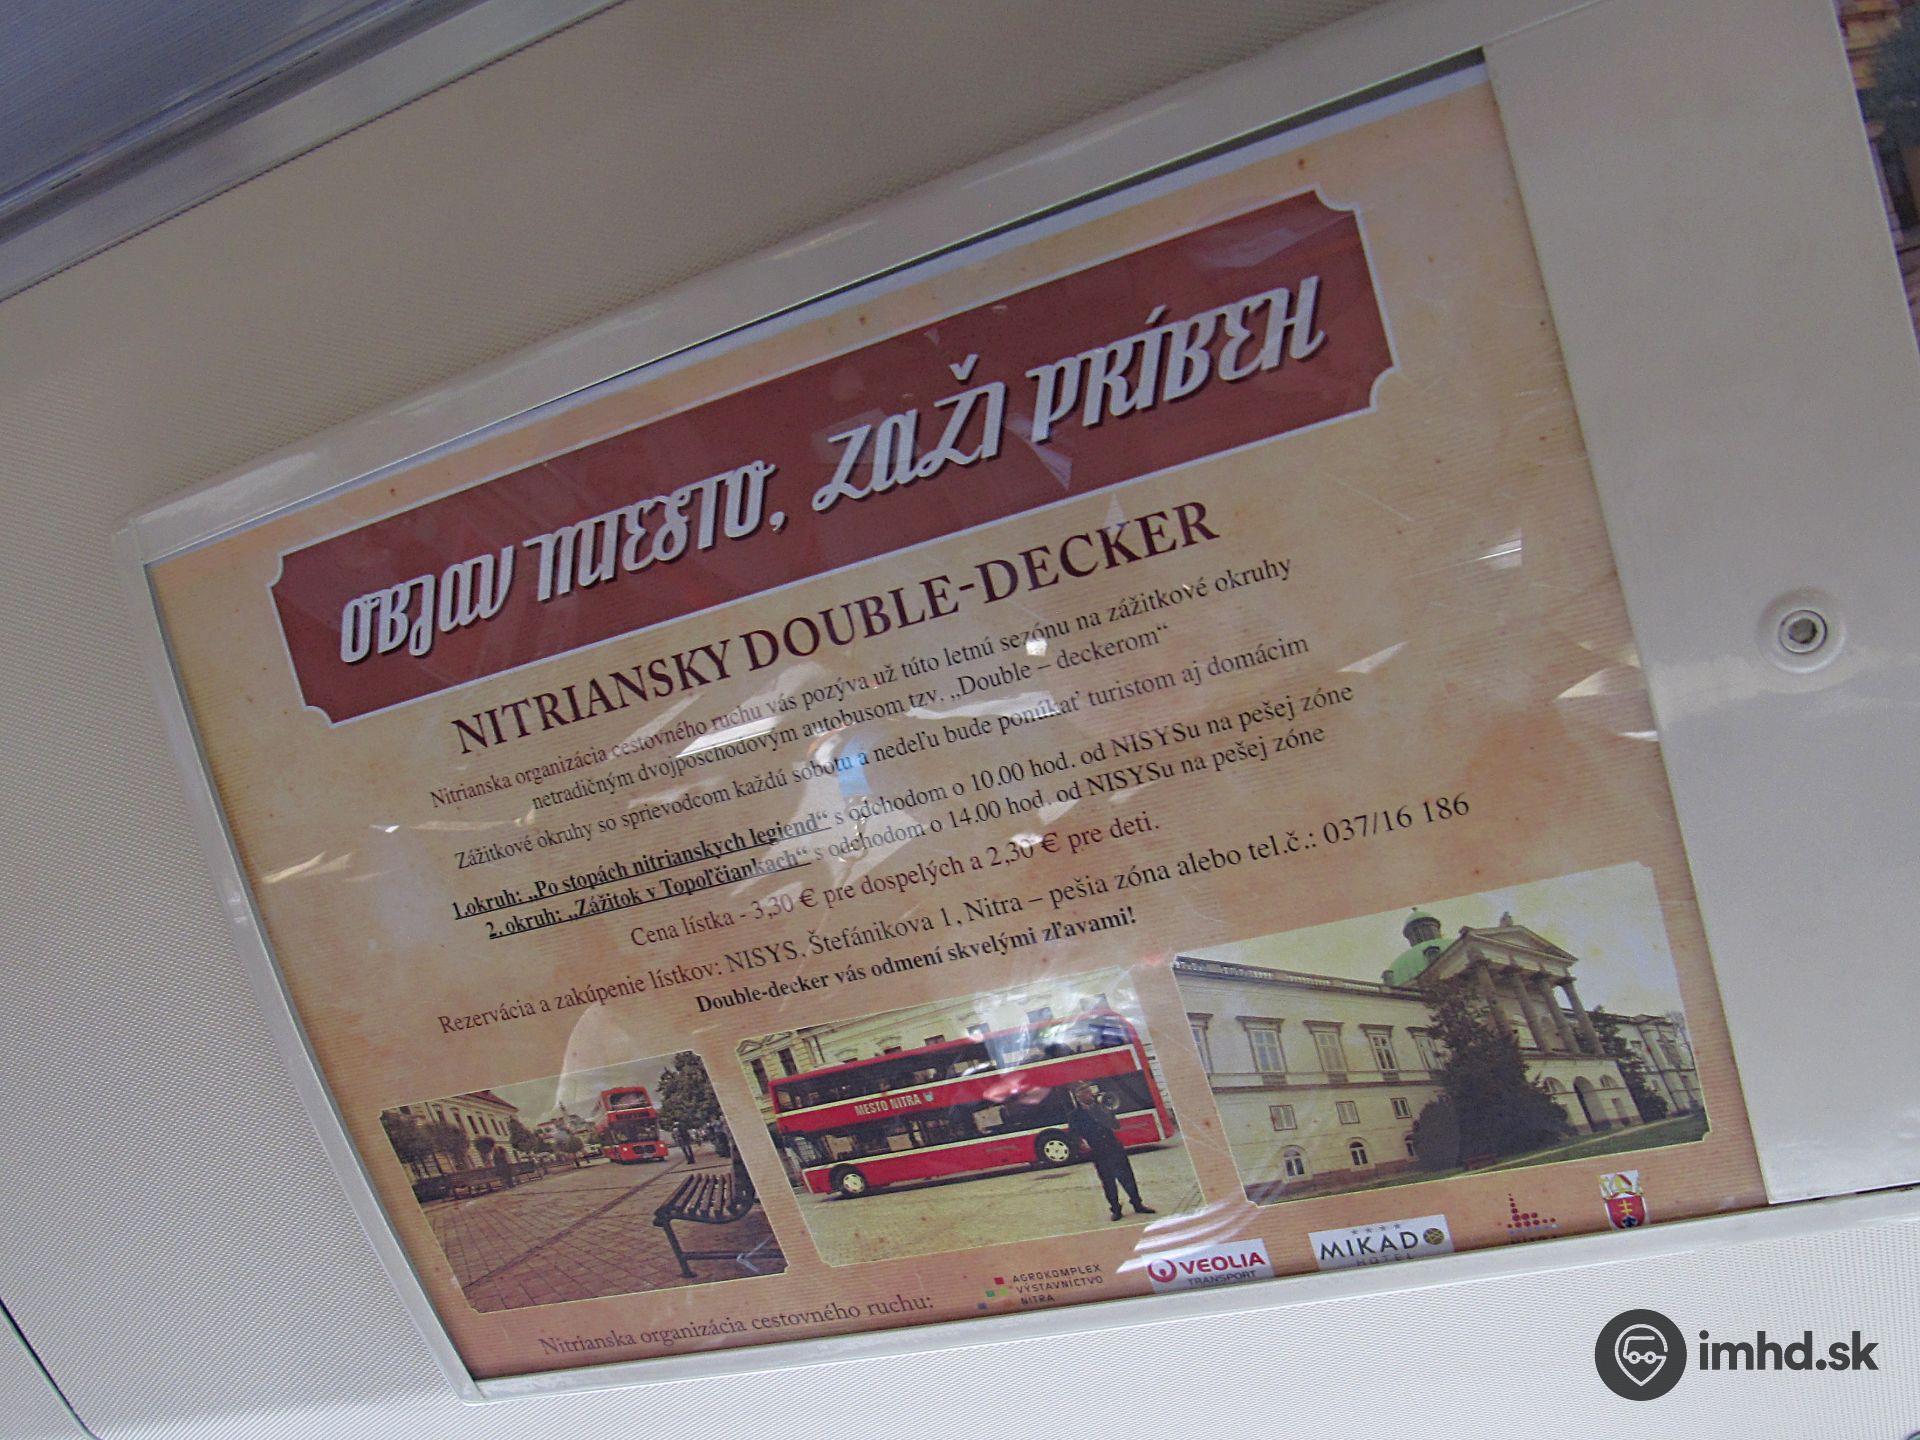 OBJAV MIESTO, ZAŽI PRÍBEH
NITRIANSKY DOUBLE-DECKER
Nitrianska organizácia cestovného ruchu vás pozýva už túto letnú sezónu na zážitkové okruhy
netradičným dvojposchodovým autobusom tzv. „Double – deckerom“
Zážitkové okruhy so sprievodcom každú sobotu a nedeľu bude ponúkať turistom aj domácim
1.okruh: „Po stopách nitrianskych legiend“ s odchodom o 10.00 hod. od NISYSu na pešej zóne
2. okruh: „Zážitok v Topoľčiankach“ s odchodom o 14.00 hod. od NISYSu na pešej zóne
Cena lístka - 3,30 € pre dospelých a 2,30 € pre deti.
Rezervácia a zakúpenie lístkov: NISYS, Štefánikova 1, Nitra – pešia zóna alebo tel.č.: 037/16 186
Double-decker vás odmení skvelými zľavami!
MESTO NITRA
Nitrianska organizácia cestovného ruchu:
AGROKOMPLEX
VÝSTAVNÍCTVO
NITRA
VEOLIA
TRANSPORT
MIKADO
HOTEL
imhd.sk